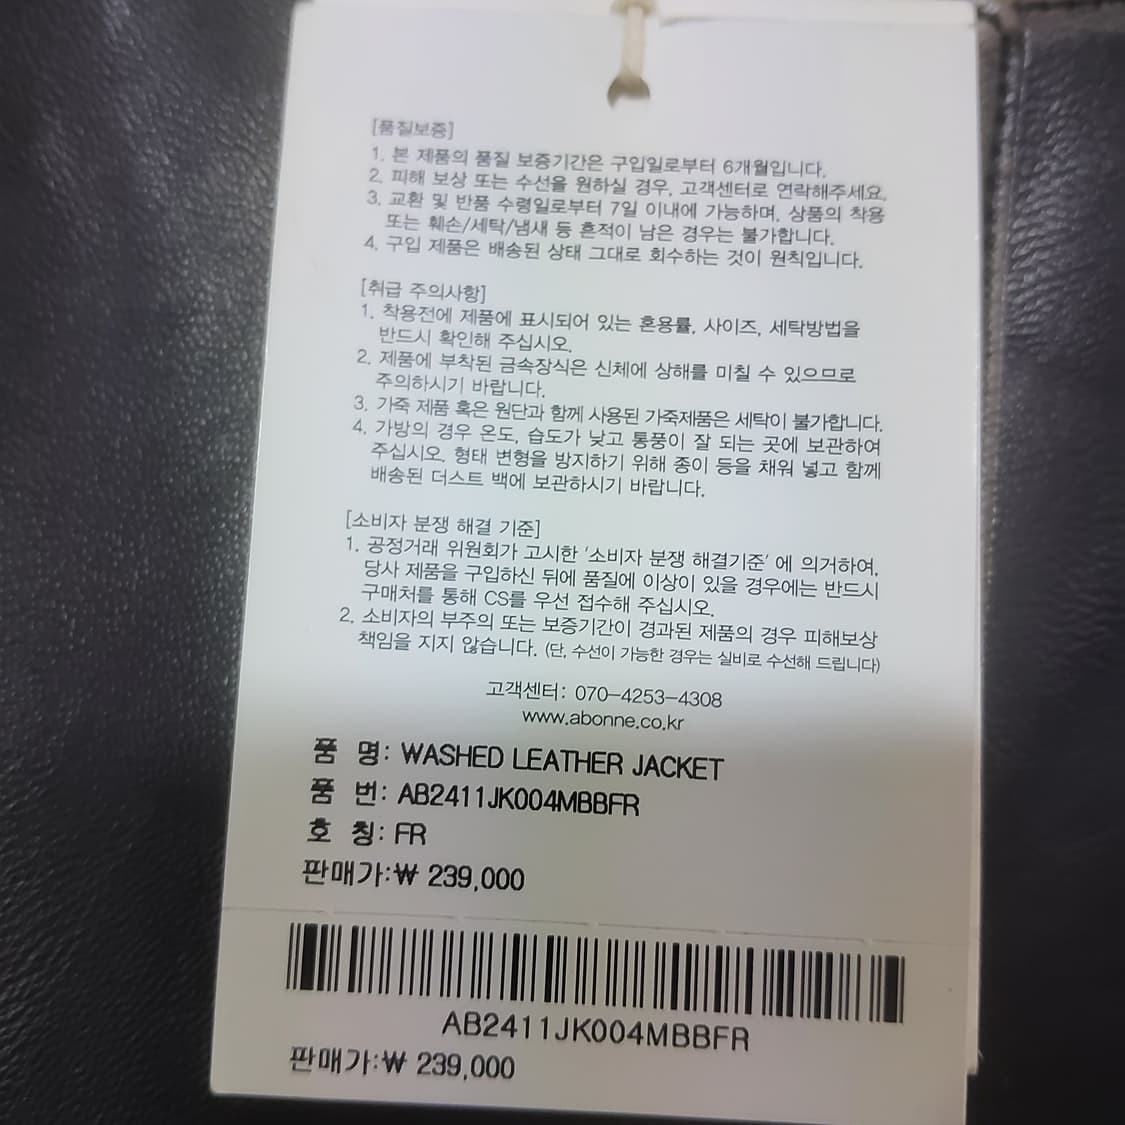 [품질보증]
1. 본 제품의 품질 보증기간은 구입일로부터 6개월입니다.
2. 피해 보상 또는 수선을 원하실 경우, 고객센터로 연락해주세요.
3. 교환 및 반품 수령일로부터 7일 이내에 가능하며, 상품의 착용
또는 훼손/세탁/냄새 등 흔적이 남은 경우는 불가합니다.
4. 구입 제품은 배송된 상태 그대로 회수하는 것이 원칙입니다.
[취급 주의사항]
1. 착용전에 제품에 표시되어 있는 혼용률, 사이즈, 세탁방법을
반드시 확인해 주십시오.
2. 제품에 부착된 금속장식은 신체에 상해를 미칠 수 있으므로
주의하시기 바랍니다.
3. 가죽 제품 혹은 원단과 함께 사용된 가죽제품은 세탁이 불가합니다.
4. 가방의 경우 온도, 습도가 낮고 통풍이 잘 되는 곳에 보관하여
주십시오. 형태 변형을 방지하기 위해 종이 등을 채워 넣고 함께
배송된 더스트 백에 보관하시기 바랍니다.
[소비자 분쟁 해결 기준]
1. 공정거래 위원회가 고시한 '소비자 분쟁 해결기준' 에 의거하여,
당사 제품을 구입하신 뒤에 품질에 이상이 있을 경우에는 반드시
구매처를 통해 CS를 우선 접수해 주십시오.
2. 소비자의 부주의 또는 보증기간이 경과된 제품의 경우 피해보상
책임을 지지 않습니다. (단, 수선이 가능한 경우는 실비로 수선해 드립니다)
고객센터: 070-4253-4308
www.abonne.co.kr
품 명: WASHED LEATHER JACKET
품 번: AB2411JK004MBBFR
호 칭: FR
판매가:₩ 239,000
AB2411JK004MBBFR
판매가:₩ 239,000